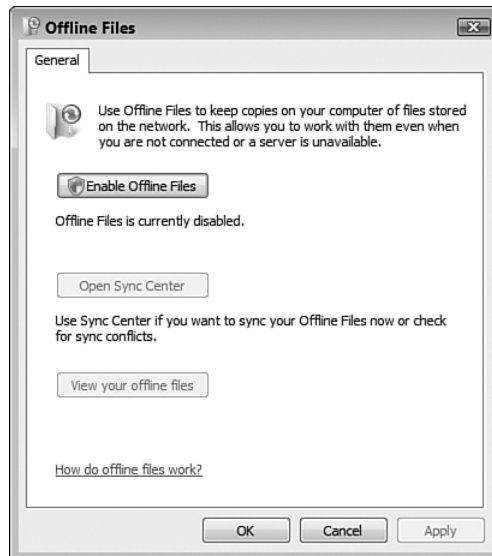 Offline Files
General
Use Offline Files to keep copies on your computer of files stored
on the network. This allows you to work with them even when
you are not connected or a server is unavailable.
Enable Offline Files
Offline Files is currently disabled.
Open Sync Center
Use Sync Center if you want to sync your Offline Files now or check
for sync conflicts.
View your offline files
How do offline files work?
OK Cancel Apply